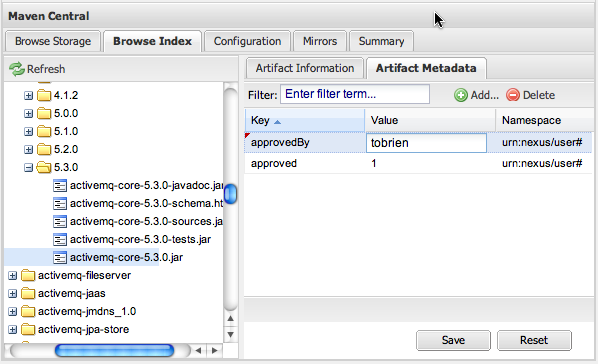 Maven Central
Browse Storage Browse Index Configuration Mirrors Summary
Refresh
4.1.2
5.0.0
5.1.0
5.2.0
5.3.0
activemq-core-5.3.0-javadoc.jar
activemq-core-5.3.0-schema.ht
activemq-core-5.3.0-sources.ja
activemq-core-5.3.0-tests.jar
activemq-core-5.3.0.jar
activemq-fileserver
activemq-jaas
activemq-jmdns_1.0
activemq-jpa-store
Artifact Information Artifact Metadata
Filter: Enter filter term... Add... Delete
Key Value Namespace
approvedBy tobrien urn:nexus/user#
approved 1 urn:nexus/user#
Save Reset